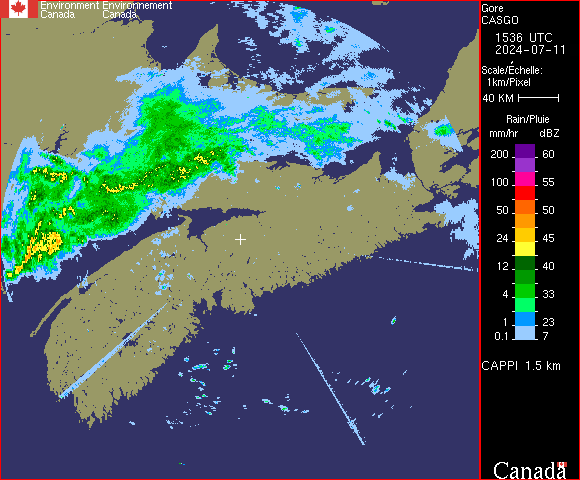 Environment Environnement
Canada Canada
Gore
CASGO
1536 UTC
2024-07-11
Scale/Échelle:
1km/Pixel
40 KM
Rain/Pluie
mm/hr dBZ
200 60
100 55
50 50
24 45
12 40
4 33
1 23
0.1 7
CAPPI 1.5 km
Canada